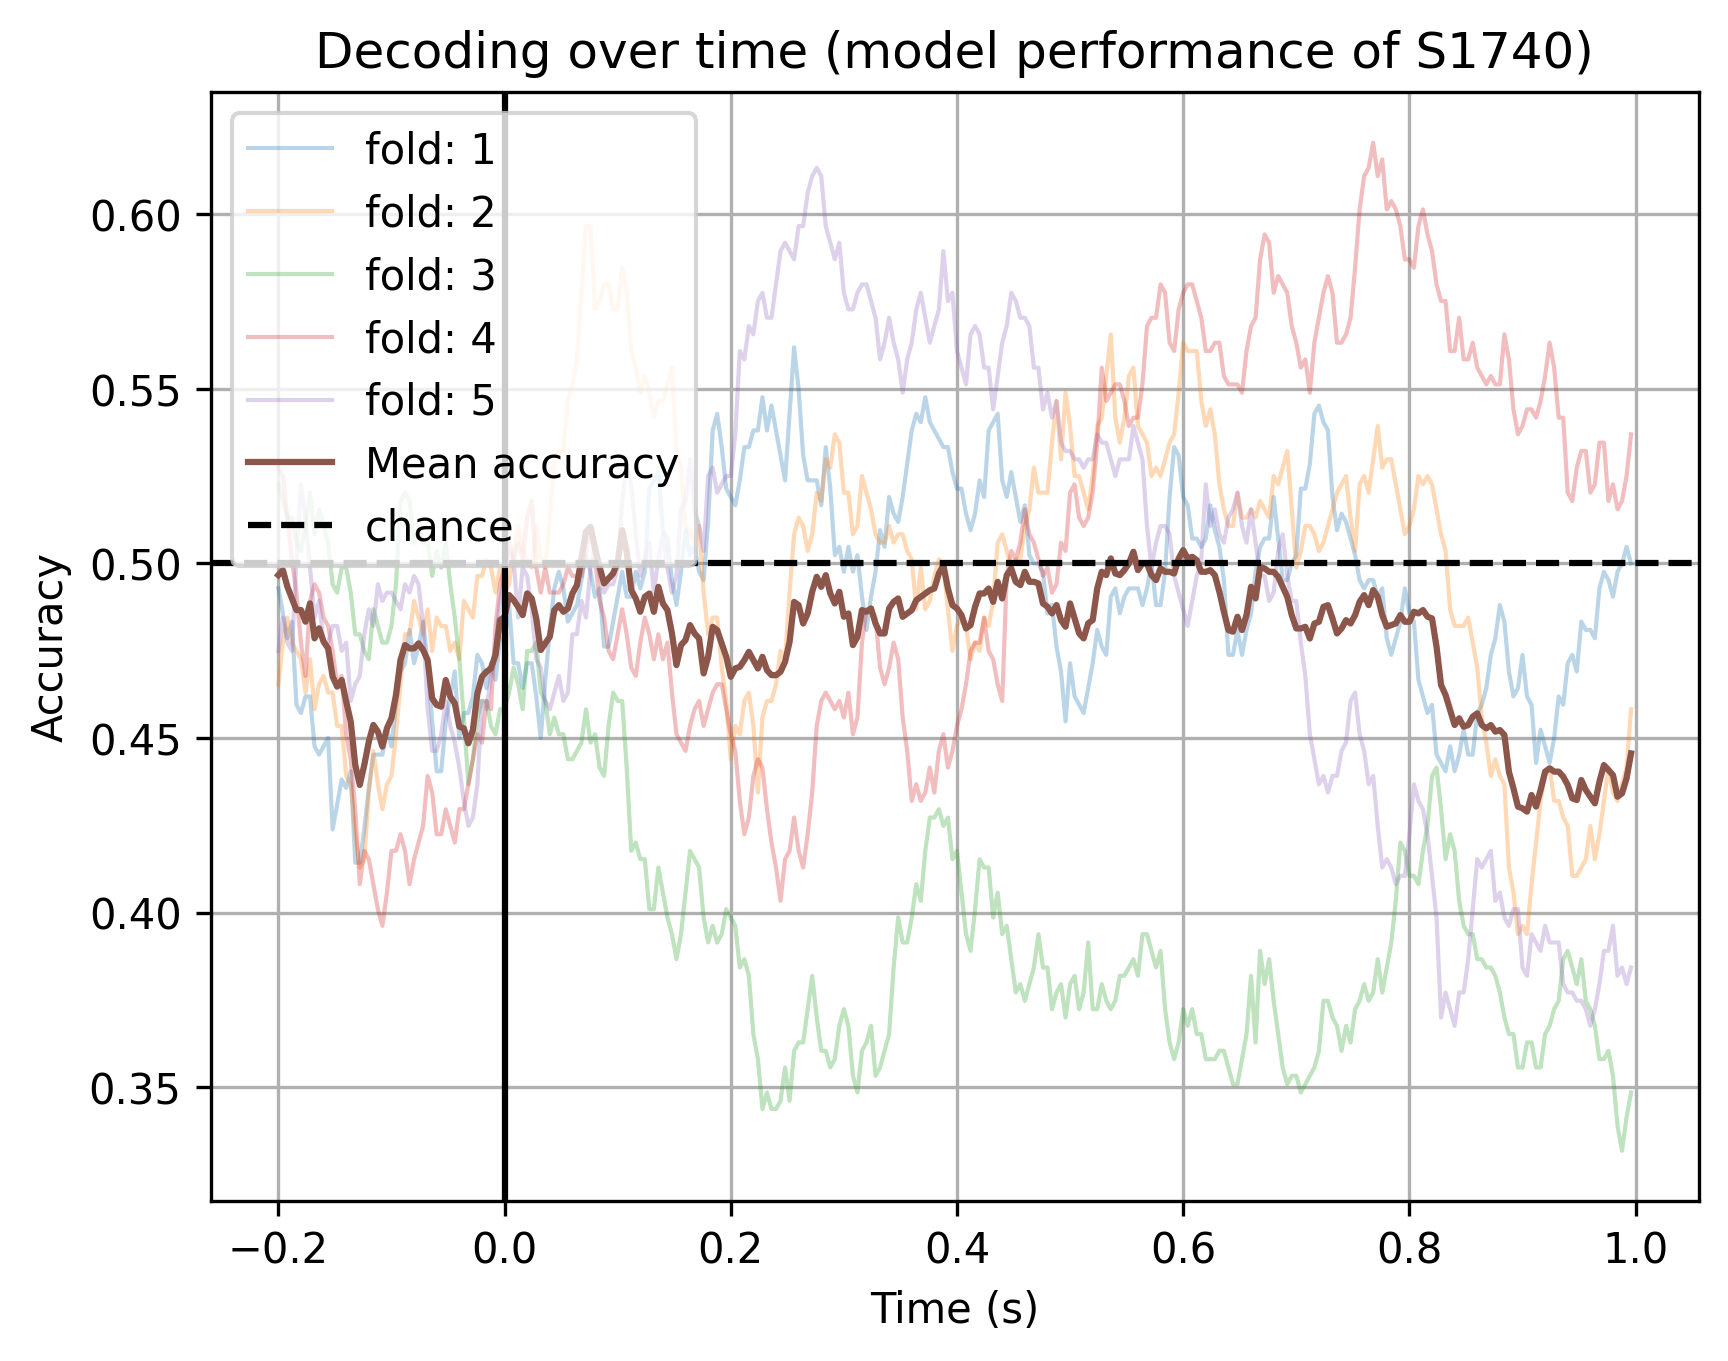 Decoding over time (model performance of S1740)
fold: 1
fold: 2
fold: 3
fold: 4
fold: 5
Mean accuracy
chance
0.60
0.55
0.50
0.45
0.40
0.35
Accuracy
−0.2 0.0 0.2 0.4 0.6 0.8 1.0
Time (s)